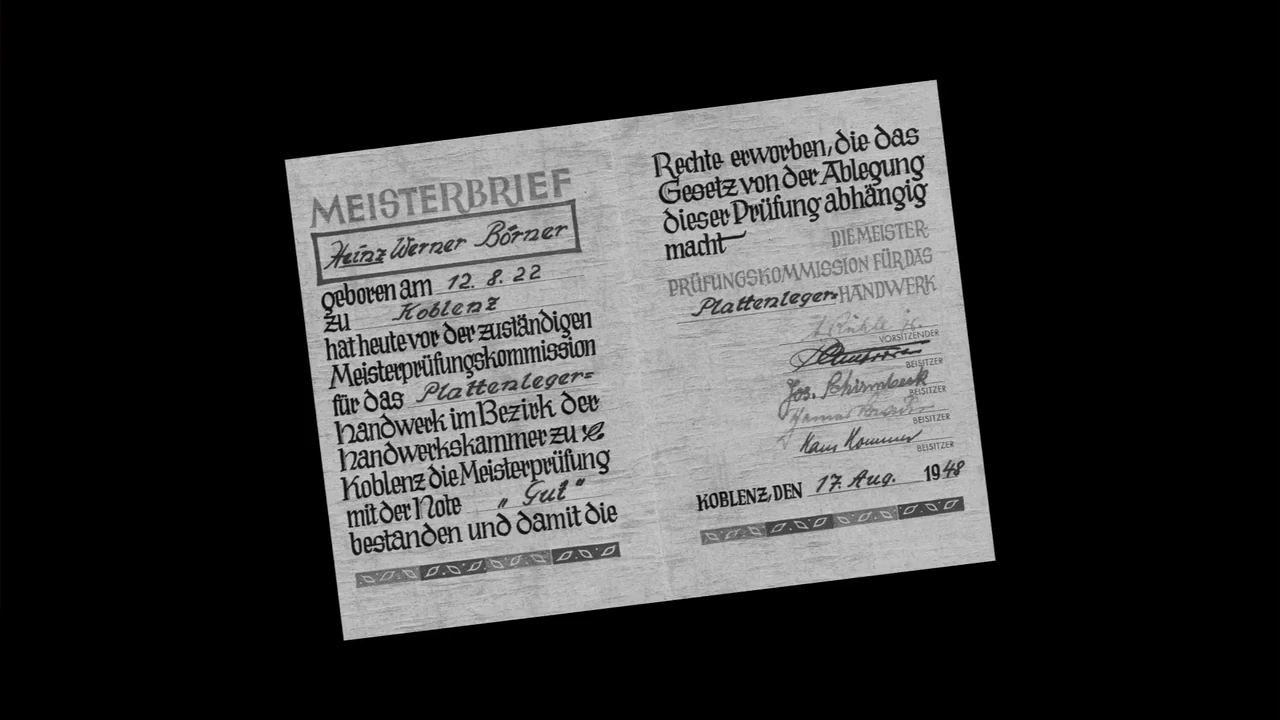 MEISTERBRIEF
Heinz Werner Börner
geboren am 12. 8. 22
zu Koblenz
hat heute vor der zuständigen
Meisterprüfungskommission
für das Plattenleger=
handwerk im Bezirk der
handwerkskammer zu
Koblenz die Meisterprüfung
mit der Note „Gut“
bestanden und damit die
Rechte erworben, die das
Gesetz von der Ablegung
dieser Prüfung abhängig
macht
DIE MEISTER-
PRÜFUNGSKOMMISSION FÜR DAS
Plattenleger-HANDWERK
VORSITZENDER
BEISITZER
Jos. Schirmbeck
BEISITZER
BEISITZER
Hans
BEISITZER
KOBLENZ, DEN 17. Aug. 1948